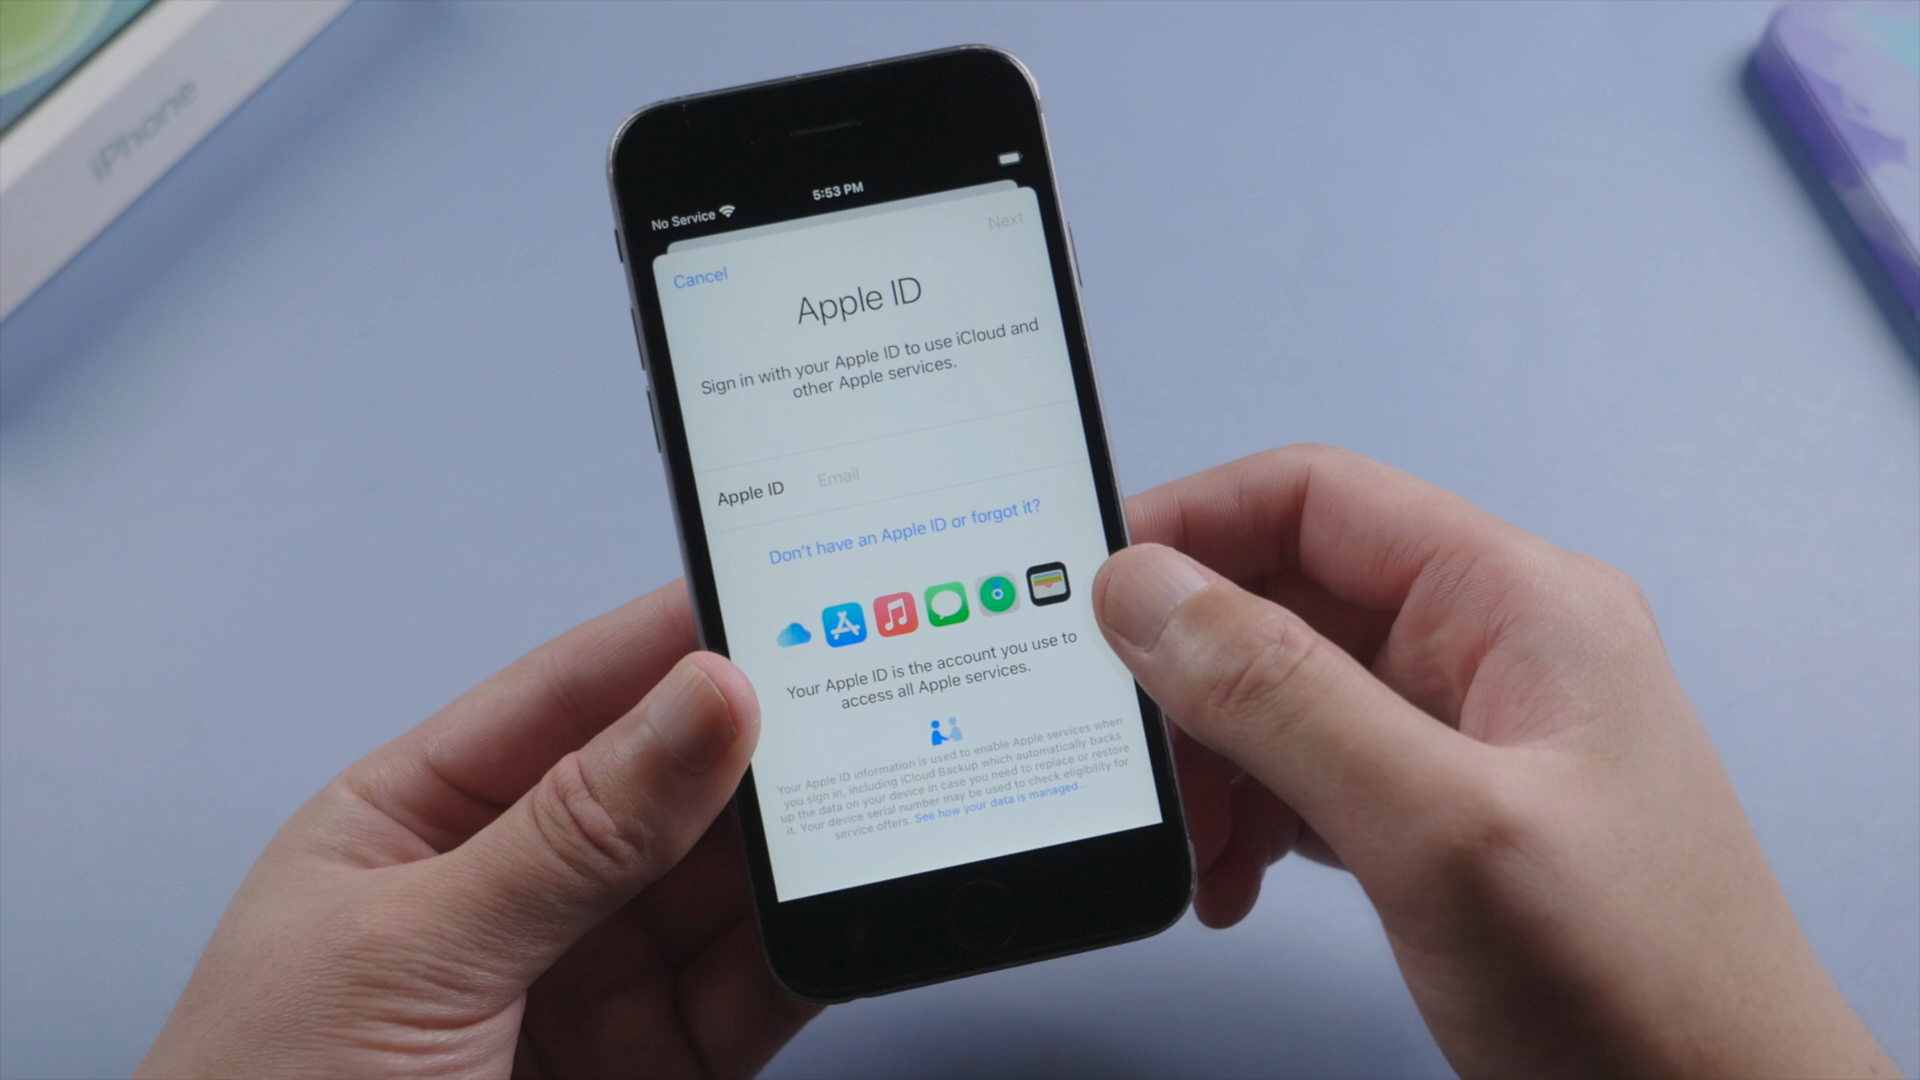 iPhone
No Service
5:53 PM
Cancel
Next
Apple ID
Sign in with your Apple ID to use iCloud and
other Apple services.
Apple ID Email
Don't have an Apple ID or forgot it?
Your Apple ID is the account you use to
access all Apple services.
Your Apple ID information is used to enable Apple services when
you sign in, including iCloud Backup which automatically backs
up the data on your device in case you need to replace or restore
it. Your device serial number may be used to check eligibility for
service offers. See how your data is managed...